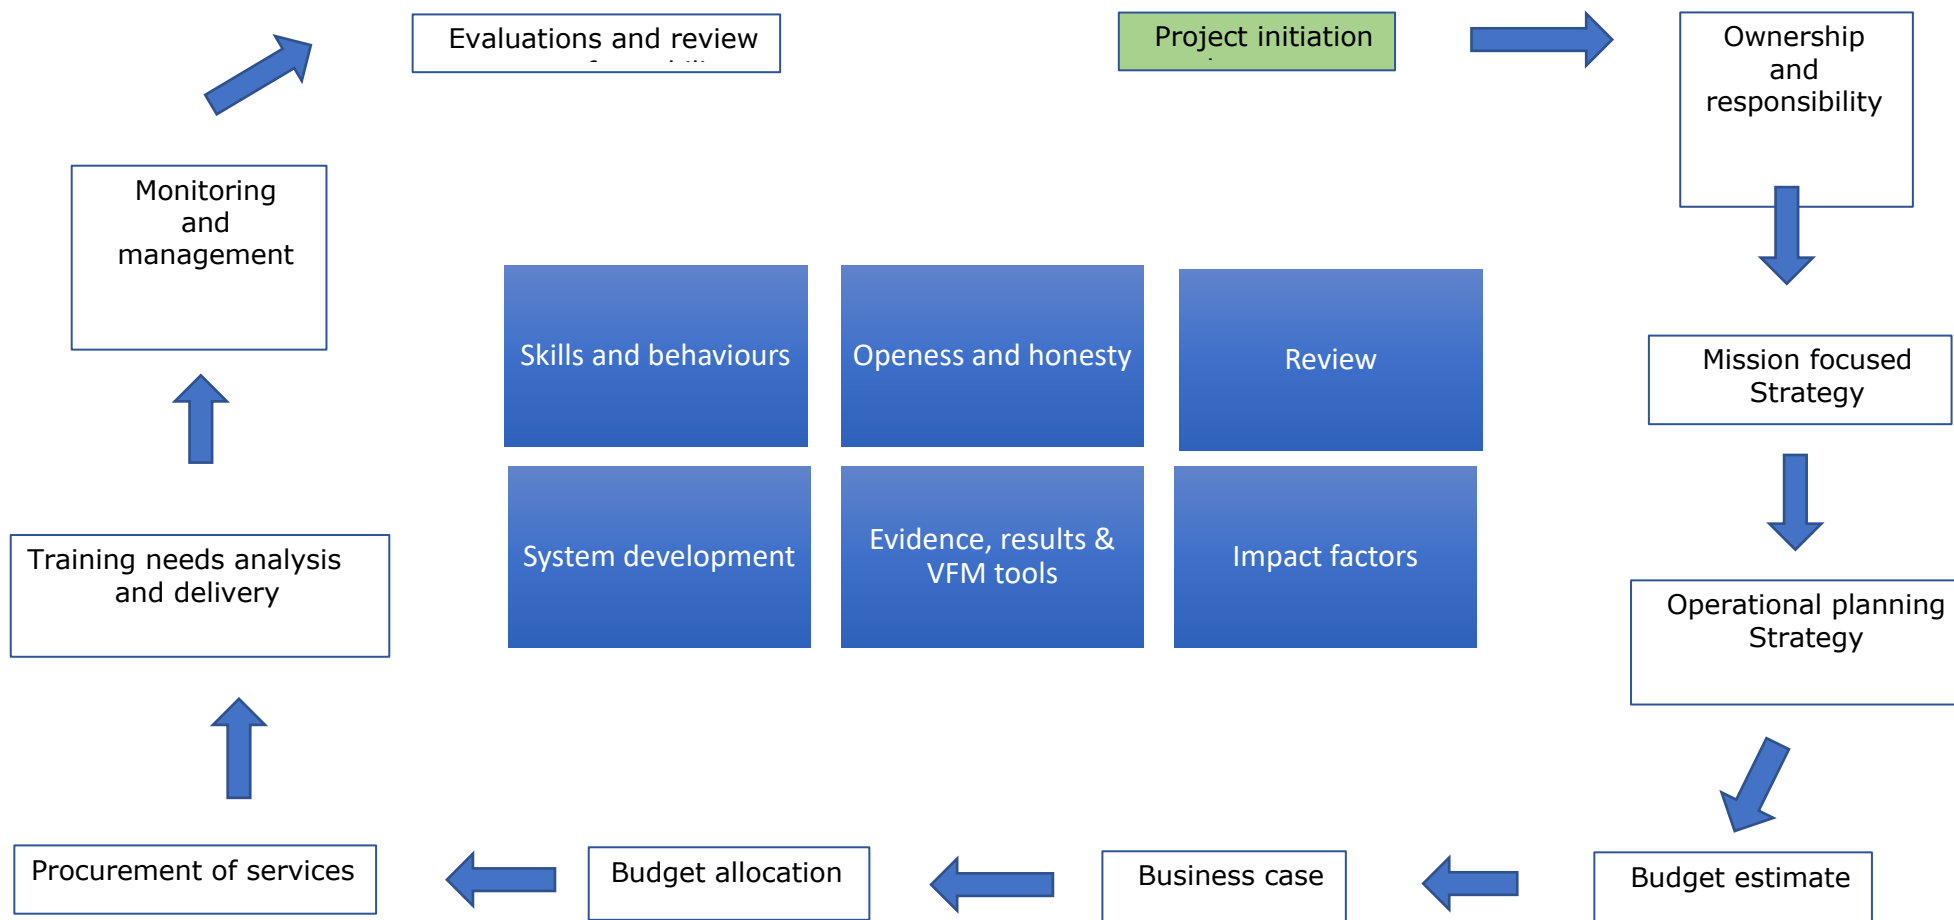 Evaluations and review
Project initiation
Ownership
and
responsibility
Monitoring
and
management
Skills and behaviours
Openess and honesty
Review
Mission focused
Strategy
System development
Evidence, results &
VFM tools
Impact factors
Training needs analysis
and delivery
Operational planning
Strategy
Procurement of services
Budget allocation
Business case
Budget estimate